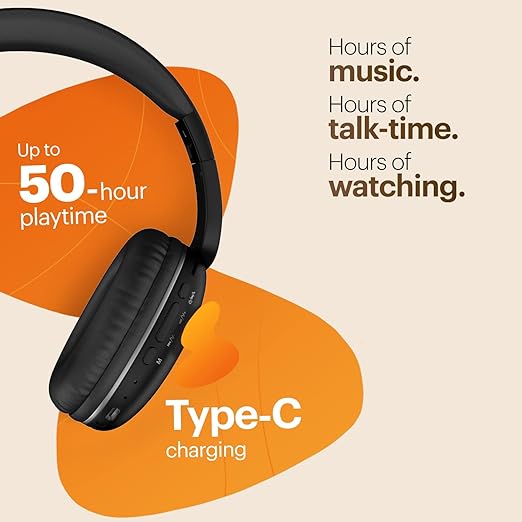 Hours of
music.
Hours of
talk-time.
Hours of
watching.
Up to
50-hour
playtime
M
Type-C
charging